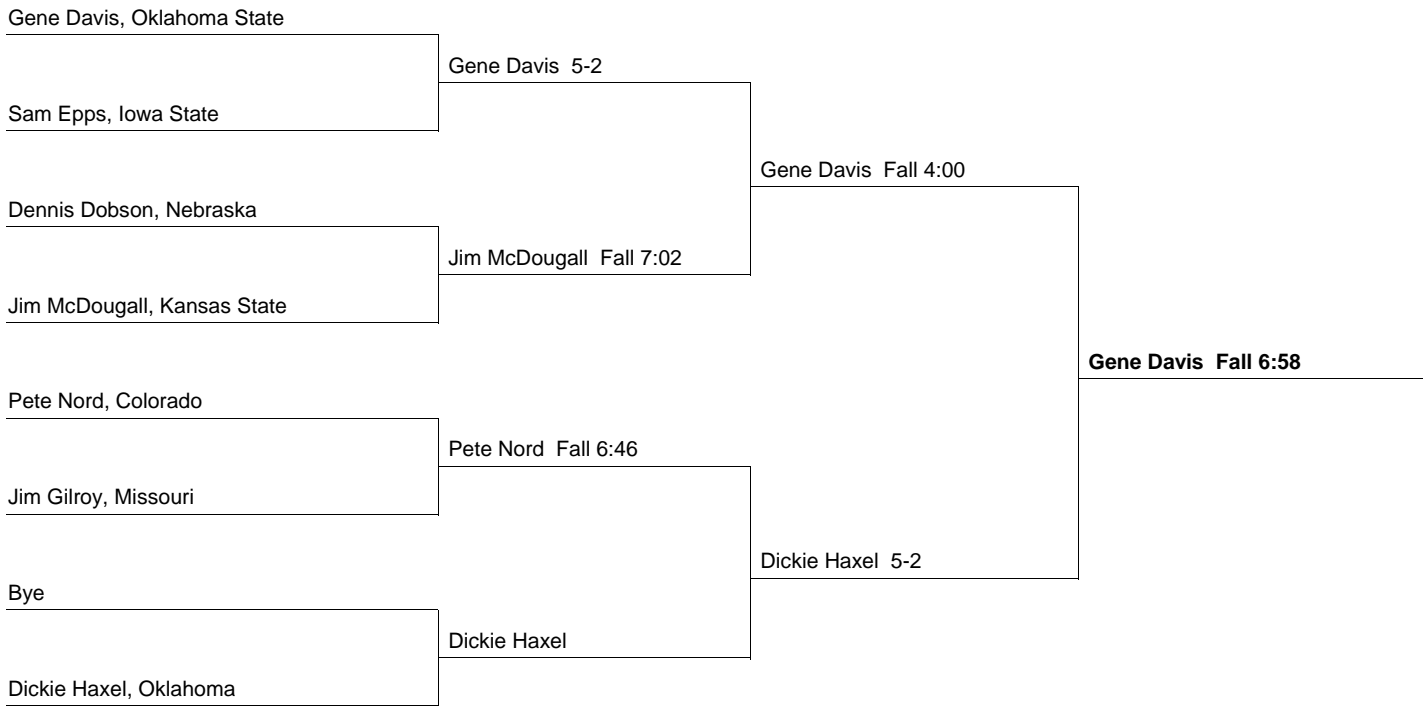 Gene Davis, Oklahoma State
Gene Davis  5-2
Sam Epps, Iowa State
Gene Davis  Fall 4:00
Dennis Dobson, Nebraska
Jim McDougall  Fall 7:02
Jim McDougall, Kansas State
Gene Davis  Fall 6:58
Pete Nord, Colorado
Pete Nord  Fall 6:46
Jim Gilroy, Missouri
Dickie Haxel  5-2
Bye
Dickie Haxel
Dickie Haxel, Oklahoma